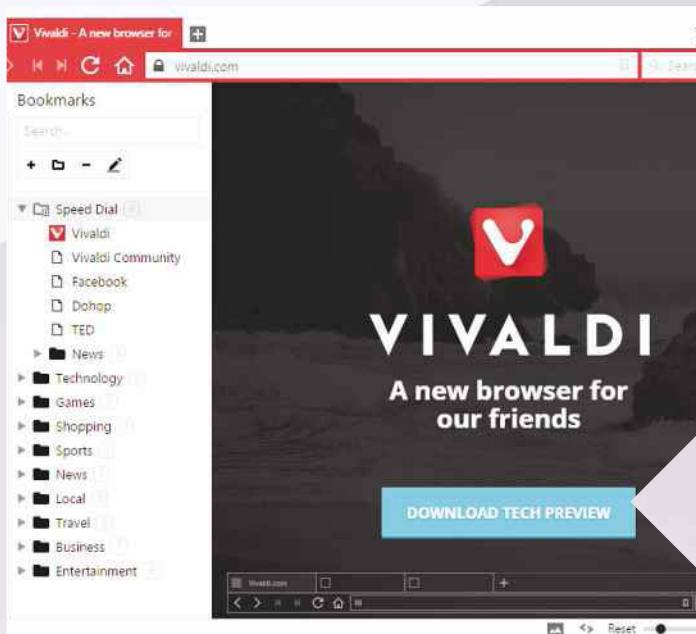 Vivaldi - A new browser for
vivaldi.com
Bookmarks
Search...
Speed Dial
Vivaldi
Vivaldi Community
Facebook
Dohop
TED
News
Technology
Games
Shopping
Sports
News
Local
Travel
Business
Entertainment
VIVALDI
A new browser for
our friends
DOWNLOAD TECH PREVIEW
Vivaldi.com
Reset